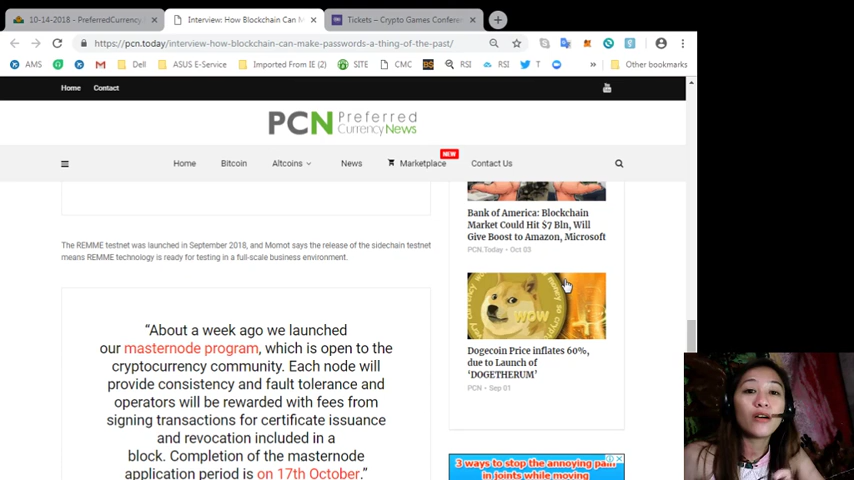 10-14-2018 - PreferredCurrency
Interview: How Blockchain Can M
Tickets – Crypto Games Confere
https://pcn.today/interview-how-blockchain-can-make-passwords-a-thing-of-the-past/
AMS
G
M
Dell
ASUS E-Service
Imported From IE (2)
SITE
CMC
BS
RSI
RSI
T
»
Other bookmarks
Home
Contact
PCN Preferred
CurrencyNews
NEW
Home
Bitcoin
Altcoins
News
Marketplace
Contact Us
The REMME testnet was launched in September 2018, and Momot says the release of the sidechain testnet
means REMME technology is ready for testing in a full-scale business environment.
“About a week ago we launched
our masternode program, which is open to the
cryptocurrency community. Each node will
provide consistency and fault tolerance and
operators will be rewarded with fees from
signing transactions for certificate issuance
and revocation included in a
block. Completion of the masternode
application period is on 17th October.”
Bank of America: Blockchain
Market Could Hit $7 Bln, Will
Give Boost to Amazon, Microsoft
PCN.Today - Oct 03
WOW
Dogecoin Price inflates 60%,
due to Launch of
‘DOGETHERUM’
PCN - Sep 01
3 ways to stop the annoying pain
in joints while moving